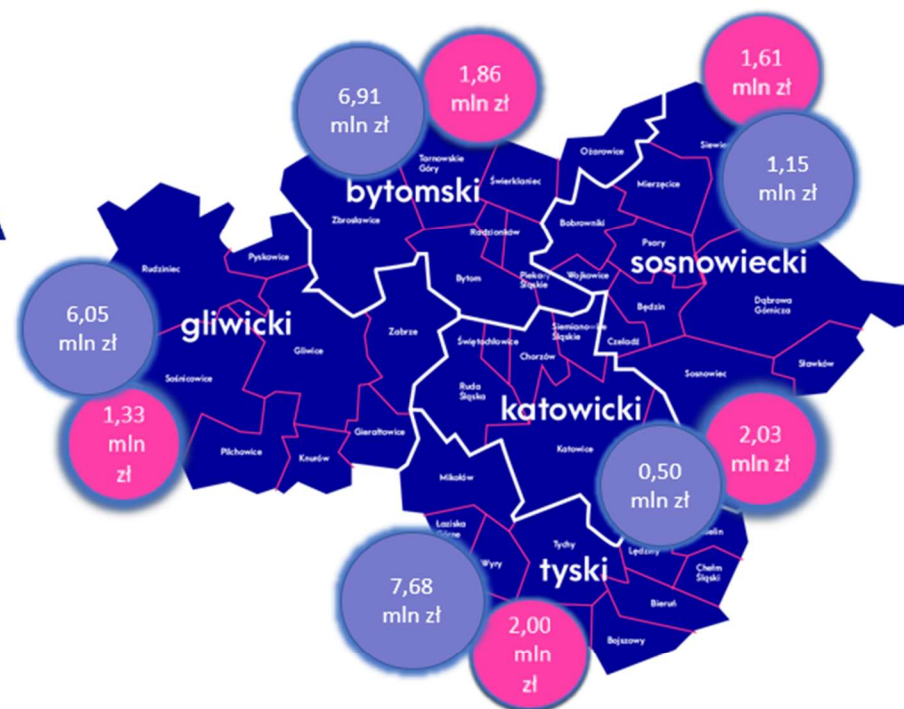 6,91
mln zł
1,86
mln zł
1,61
mln zł
Tarnowskie
Góry
Świerklaniec
bytomski
Zbrosławice
Radzionków
Bytom
Piekary
Śląskie
Ożarowice
Mierzęcice
1,15
mln zł
Bobrowniki
Psary
Wojkowice
sosnowiecki
Będzin
Dąbrowa
Górnicza
Czeladź
Sosnowiec
Sławków
Rudziniec
Pyskowice
6,05
mln zł
gliwicki
Zabrze
Gliwice
Sośnicowice
1,33
mln
zł
Pilchowice
Knurów
Gierałtowice
Świętochłowice
Siemianowice
Śląskie
Chorzów
Ruda
Śląska
katowicki
Katowice
0,50
mln zł
2,03
mln zł
Mikołów
Łaziska
Górne
Wyry
Tychy
Lędziny
tyski
Chełm
Śląski
Bieruń
Bojszowy
7,68
mln zł
2,00
mln
zł